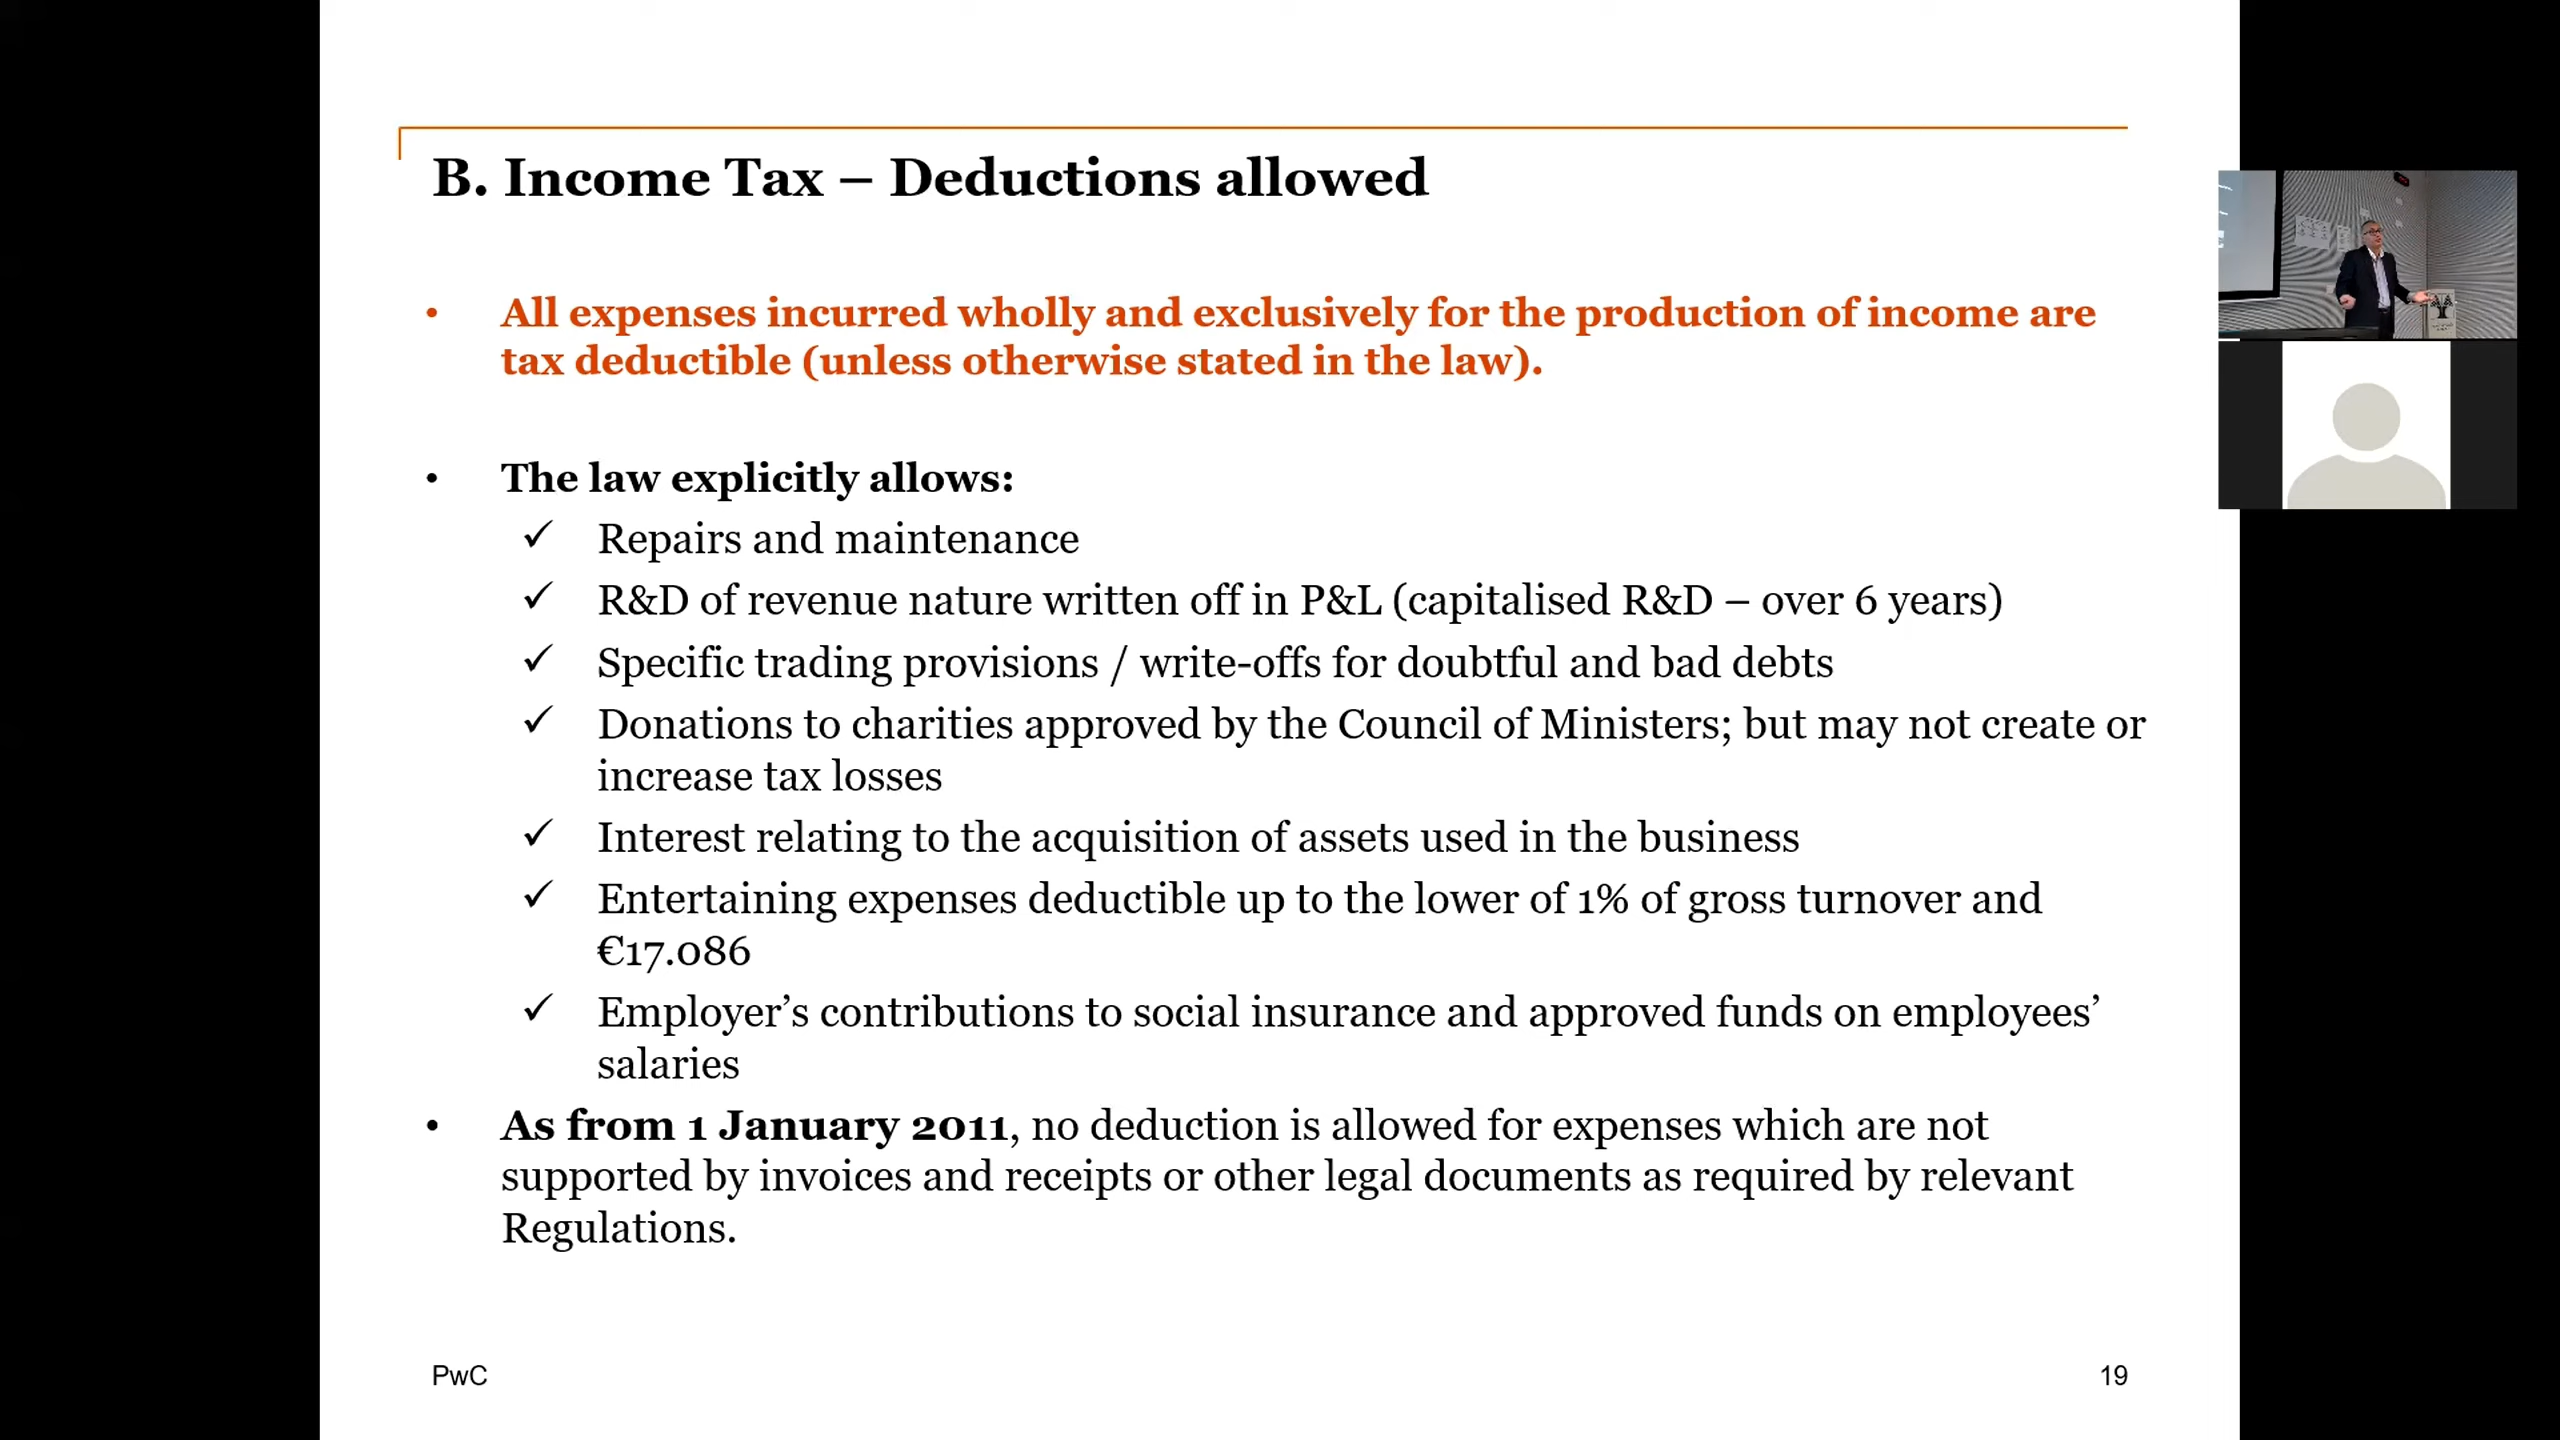 B. Income Tax – Deductions allowed
• All expenses incurred wholly and exclusively for the production of income are
tax deductible (unless otherwise stated in the law).
• The law explicitly allows:
✓ Repairs and maintenance
✓ R&D of revenue nature written off in P&L (capitalised R&D – over 6 years)
✓ Specific trading provisions / write-offs for doubtful and bad debts
✓ Donations to charities approved by the Council of Ministers; but may not create or
increase tax losses
✓ Interest relating to the acquisition of assets used in the business
✓ Entertaining expenses deductible up to the lower of 1% of gross turnover and
€17.086
✓ Employer’s contributions to social insurance and approved funds on employees’
salaries
• As from 1 January 2011, no deduction is allowed for expenses which are not
supported by invoices and receipts or other legal documents as required by relevant
Regulations.
PwC
19